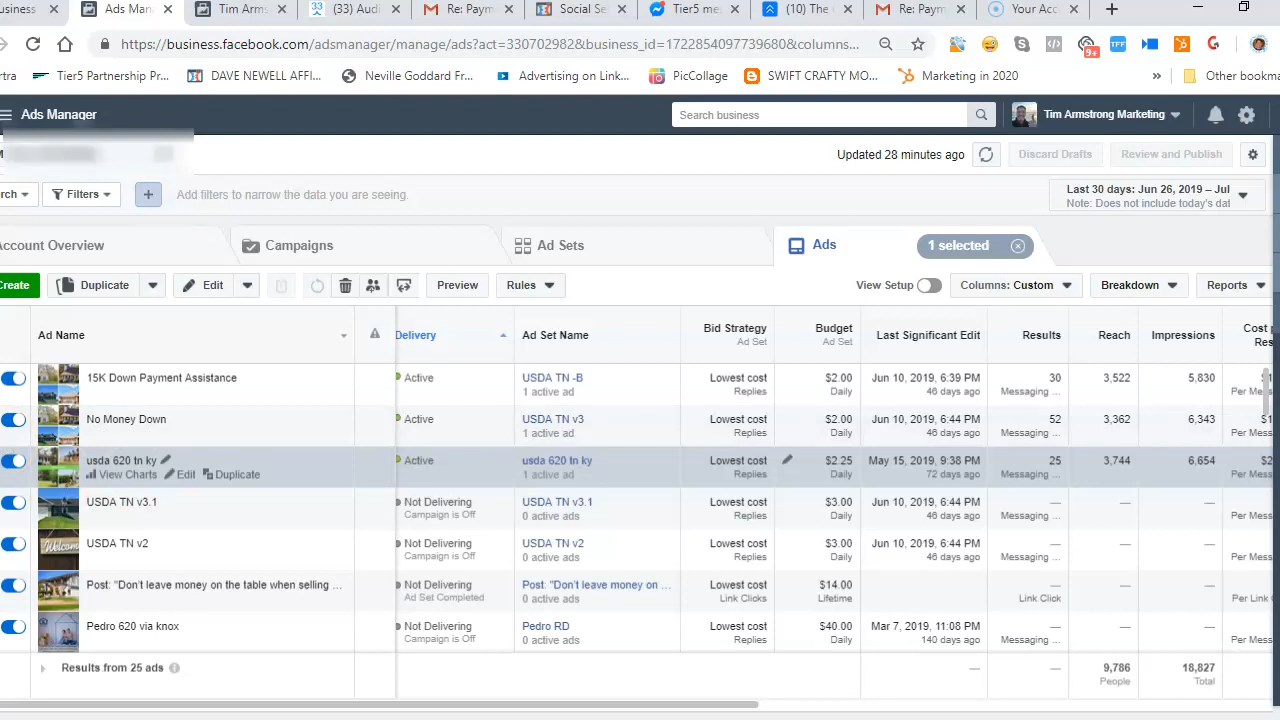 usiness
Ads Mana
Tim Arms
(33) Audi
Re: Paym
Social Se
Tier5 me
(10) The
Re: Paym
Your Acc
https://business.facebook.com/adsmanager/manage/ads?act=330702982&business_id=1722854097739680&columns...
9+
TFF
rtra
Tier5 Partnership Pr...
DAVE NEWELL AFFI...
Neville Goddard Fr...
Advertising on Link...
PicCollage
SWIFT CRAFTY MO...
Marketing in 2020
»
Other bookma
Ads Manager
Search business
Tim Armstrong Marketing
Updated 28 minutes ago
Discard Drafts
Review and Publish
rch
Filters
Add filters to narrow the data you are seeing.
Last 30 days: Jun 26, 2019 – Jul
Note: Does not include today's dat
Account Overview
Campaigns
Ad Sets
Ads
1 selected
Create
Duplicate
Edit
Preview
Rules
View Setup
Columns: Custom
Breakdown
Reports
Ad Name
Delivery
Ad Set Name
Bid Strategy
Ad Set
Budget
Ad Set
Last Significant Edit
Results
Reach
Impressions
Cost p
Res
15K Down Payment Assistance
Active
USDA TN -B
1 active ad
Lowest cost
Replies
$2.00
Daily
Jun 10, 2019, 6:39 PM
46 days ago
30
Messaging ...
3,522
5,830
$1
Per Mess
No Money Down
Active
USDA TN v3
1 active ad
Lowest cost
Replies
$2.00
Daily
Jun 10, 2019, 6:44 PM
46 days ago
52
Messaging ...
3,362
6,343
$1
Per Mess
usda 620 tn ky
View Charts Edit Duplicate
Active
usda 620 tn ky
1 active ad
Lowest cost
Replies
$2.25
Daily
May 15, 2019, 9:38 PM
72 days ago
25
Messaging ...
3,744
6,654
$2
Per Mess
USDA TN v3.1
Not Delivering
Campaign is Off
USDA TN v3.1
0 active ads
Lowest cost
Replies
$3.00
Daily
Jun 10, 2019, 6:44 PM
46 days ago
—
Messaging ...
—
—
Per Mess
USDA TN v2
Not Delivering
Campaign is Off
USDA TN v2
0 active ads
Lowest cost
Replies
$3.00
Daily
Jun 10, 2019, 6:44 PM
46 days ago
—
Messaging ...
—
—
Per Mess
Post: "Don't leave money on the table when selling ...
Not Delivering
Ad Set Completed
Post: "Don't leave money on ...
0 active ads
Lowest cost
Link Clicks
$14.00
Lifetime
—
Link Click
—
—
Per Link
Pedro 620 via knox
Not Delivering
Campaign is Off
Pedro RD
0 active ads
Lowest cost
Replies
$40.00
Daily
Mar 7, 2019, 11:08 PM
140 days ago
—
Messaging ...
—
—
Per Mess
Results from 25 ads
—
—
9,786
People
18,827
Total